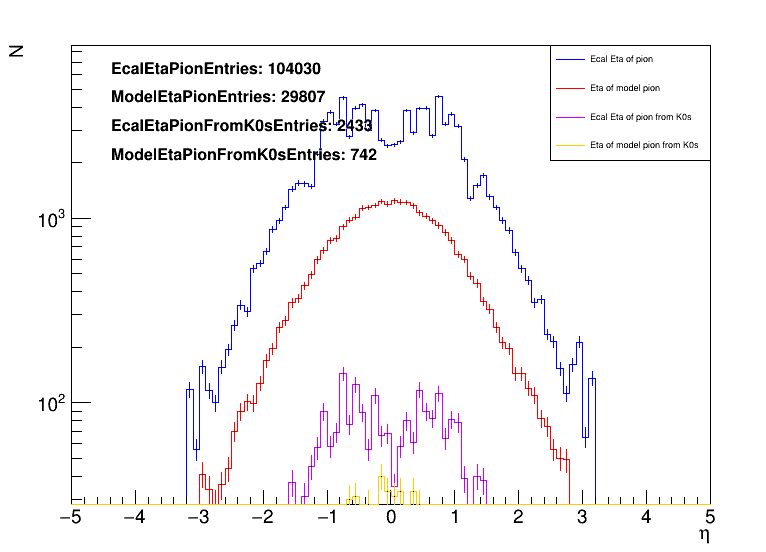 N
EcalEtaPionEntries: 104030
ModelEtaPionEntries: 29807
EcalEtaPionFromK0sEntries: 2433
ModelEtaPionFromK0sEntries: 742
Ecal Eta of pion
Eta of model pion
Ecal Eta of pion from K0s
Eta of model pion from K0s
10³
10²
−5 −4 −3 −2 −1 0 1 2 3 4 5
η